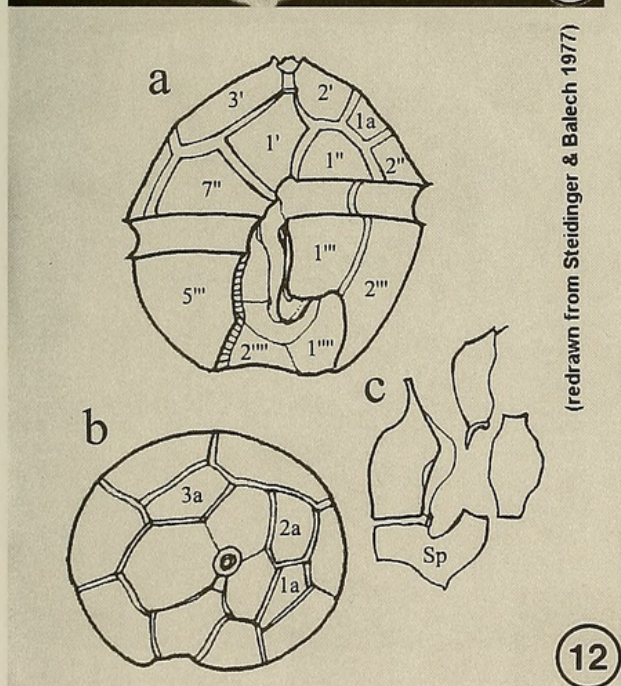 a
3' 2' 1a
1' 1" 2"
7"
1'''
5''' 2'''
2'''' 1''''
c
b
3a
2a
1a
Sp
(redrawn from Steidinger & Balech 1977)
12